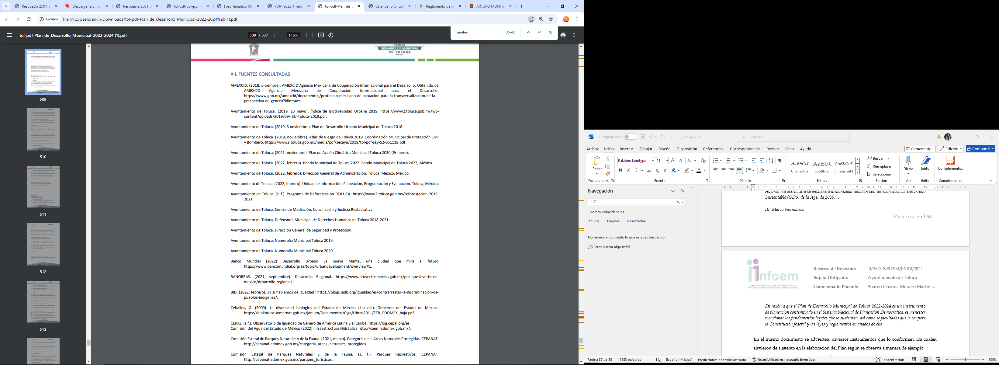 Respuesta 2501_2
Descargar archivo
Respuesta 2501_2
Tol-pdf-upl-pdm-
Foro Tematico (PD
PDM 2022 1_reda
tol-pdf-Plan_de_D
Calendario Oficial
Reglamento de la
ARTURO MONTIE
Archivo
file:///C:/Users/arkin/Downloads/tol-pdf-Plan_de_Desarrollo_Municipal-2022-2024%20(1).pdf
fuentes
35/42
tol-pdf-Plan_de_Desarrollo_Municipal-2022-2024 (1).pdf
509 / 537
116%
509
510
511
512
513
PLAN DE
DESARROLLO MUNICIPAL
DE TOLUCA
2022-2024
XII. FUENTES CONSULTADAS
AMEXCID. (2018, diciembre). AMEXCID Agencia Mexicana de Cooperación Internacional para el Desarrollo. Obtenido de
AMEXCID Agencia Mexicana de Cooperación Internacional para el Desarrollo:
https://www.gob.mx/amexcid/documentos/protocolo-mexicano-de-actuacion-para-la-transversalizacion-de-la-
perspectiva-de-genero?idiom=es.
Ayuntamiento de Toluca. (2019, 15 mayo). Índice de Biodiversidad Urbana 2019. https://www2.toluca.gob.mx/wp-
content/uploads/2019/09/IBU-Toluca-2019.pdf.
Ayuntamiento de Toluca. (2019, 5 noviembre). Plan de Desarrollo Urbano Municipal de Toluca 2018.
Ayuntamiento de Toluca. (2019, noviembre). Atlas de Riesgo de Toluca 2019. Coordinación Municipal de Protección Civil
y Bombero. https://www2.toluca.gob.mx/media/pdf/secayu/2019/tol-pdf-say-52-051119.pdf.
Ayuntamiento de Toluca. (2021, noviembre). Plan de Acción Climática Municipal Toluca 2030 (Primero).
Ayuntamiento de Toluca. (2022, febrero). Bando Municipal de Toluca 2022. Bando Municipal de Toluca 2022, México.
Ayuntamiento de Toluca. (2022, febrero). Dirección General de Administración. Toluca, México, México.
Ayuntamiento de Toluca. (2022, febrero). Unidad de Información, Planeación, Programación y Evaluación. Toluca, México.
Ayuntamiento de Toluca. (s. f.). Programa de Reforestación. TOLUCA. https://www2.toluca.gob.mx/reforestacion-2019-
2021.
Ayuntamiento de Toluca. Centro de Mediación, Conciliación y Justicia Restaurativa.
Ayuntamiento de Toluca. Defensoría Municipal de Derechos Humanos de Toluca 2018-2021.
Ayuntamiento de Toluca. Dirección General de Seguridad y Protección.
Ayuntamiento de Toluca. Numeralia Municipal Toluca 2019.
Ayuntamiento de Toluca. Numeralia Municipal Toluca 2020.
Banco Mundial (2022) Desarrollo Urbano La nueva Manta, una ciudad que mira al futuro
https://www.bancomundial.org/es/topic/urbandevelopment/overview#1.
BANOBRAS. (2021, septiembre). Desarrollo Regional. https://www.proyectosmexico.gob.mx/por-que-invertir-en-
mexico/desarrollo-regional/.
BID. (2022, febrero). ¿Y si hablamos de igualdad? https://blogs.iadb.org/igualdad/es/contrarrestar-la-discriminacion-de-
pueblos-indigenas/.
Ceballos, G. (2009). La diversidad biológica del Estado de México (1.a ed.). Gobierno del Estado de México.
https://biblioteca.semarnat.gob.mx/janium/Documentos/Ciga/Libros2011/EEB_EDOMEX_baja.pdf.
CEPAL. (s.f.). Observatorio de Igualdad de Género de América Latina y el Caribe. https://oig.cepal.org/es.
Comisión del Agua del Estado de México (2022) Infraestructura Hidráulica http://caem.edomex.gob.mx/.
Comisión Estatal de Parques Naturales y de la Fauna. (2021, marzo). Categoría de la Áreas Naturales Protegidas. CEPANAF.
http://cepanaf.edomex.gob.mx/categoria_areas_naturales_protegidas.
Comisión Estatal de Parques Naturales y de la Fauna. (s. f.). Parques Recreativos. CEPANAF.
http://cepanaf.edomex.gob.mx/parques_turisticos.
Autoguardado
7387.docx
Buscar
Archivo Inicio Insertar Dibujar Diseño Disposición Referencias Correspondencia Revisar Vista Ayuda
Comentarios
Edición
Compartir
Pegar
Portapapeles
Palatino Linotype
11
Aa
N K S ab x₂ x² A A
Fuente
Párrafo
AaBbCcL AaBbC AaBbCcL
Cita textual Subtítulo Énfasis sutil
Estilos
Buscar
Reemplazar
Seleccionar
Edición
Dictar
Voz
Editor
Editor
Complementos
Complementos
Navegación
117
No hay coincidencias
Títulos Páginas Resultados
No hemos encontrado lo que estabas buscando.
¿Quieres buscar algo más?
1 2 3 4 5 6 7 8 9 10 11 12 13 14 15
Además, su estructura se encuentra armonizada también con los Objetivos de Desarrollo
Sustentable (ODS) de la Agenda 2030, …
III. Marco Normativo
Página 35 | 58
infoem
Instituto de Transparencia, Acceso a la Información Pública y
Protección de Datos Personales del Estado de México y Municipios
Recurso de Revisión: 07387/INFOEM/IP/RR/2024
Sujeto Obligado: Ayuntamiento de Toluca
Comisionado Ponente: Sharon Cristina Morales Martínez
En razón a que el Plan de Desarrollo Municipal de Toluca 2022-2024 es un instrumento
de planeación contemplado en el Sistema Nacional de Planeación Democrática, es menester
mencionar los fundamentos legales que lo sustentan, así como se facultades que le confiere
la Constitución federal y las leyes y reglamentos emanados de ella.
En el mismo documento se advierten, diversos instrumentos que lo conforman, los cuales,
sirvieron de sustento en la elaboración del Plan según se observa a manera de ejemplo:
Página 37 de 58
11983 palabras
Español (México)
Predicciones de texto: activado
Accesibilidad: es necesario investigar
Concentración
100%